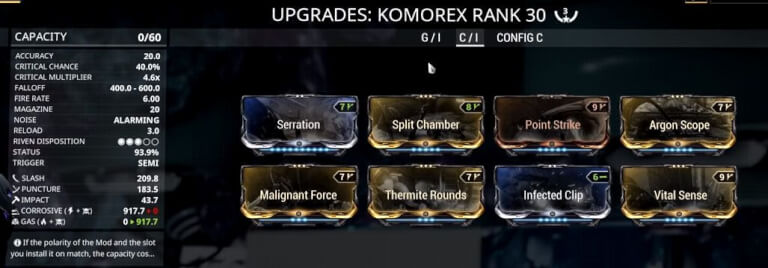 UPGRADES: KOMOREX RANK 30 3
CAPACITY 0/60
G / I C / I CONFIG C
ACCURACY 20.0
CRITICAL CHANCE 40.0%
CRITICAL MULTIPLIER 4.6x
FALLOFF 400.0 - 600.0
FIRE RATE 6.00
MAGAZINE 20
NOISE ALARMING
RELOAD 3.0
RIVEN DISPOSITION
STATUS 93.9%
TRIGGER SEMI
SLASH 209.8
PUNCTURE 183.5
IMPACT 43.7
CORROSIVE ( + ) 917.7 0
GAS ( + ) 0 917.7
If the polarity of the Mod and the slot
you install it on match, the capacity cos...
7 8 9 7
Serration Split Chamber Point Strike Argon Scope
7 7 6 9
Malignant Force Thermite Rounds Infected Clip Vital Sense